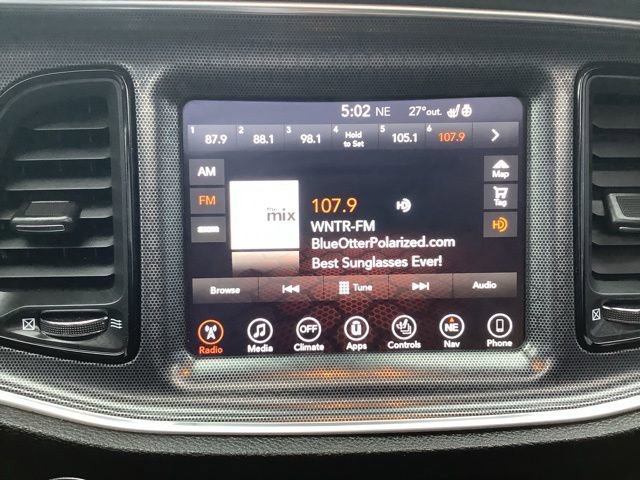 5:02 NE 27°out.
1 87.9 2 88.1 3 98.1 4 Hold to Set 5 105.1 6 107.9
AM
FM
107.9 HD
mix
WNTR-FM
BlueOtterPolarized.com
Best Sunglasses Ever!
Map
Tag
HD
Browse Tune Audio
OFF NE
Radio Media Climate Apps Controls Nav Phone